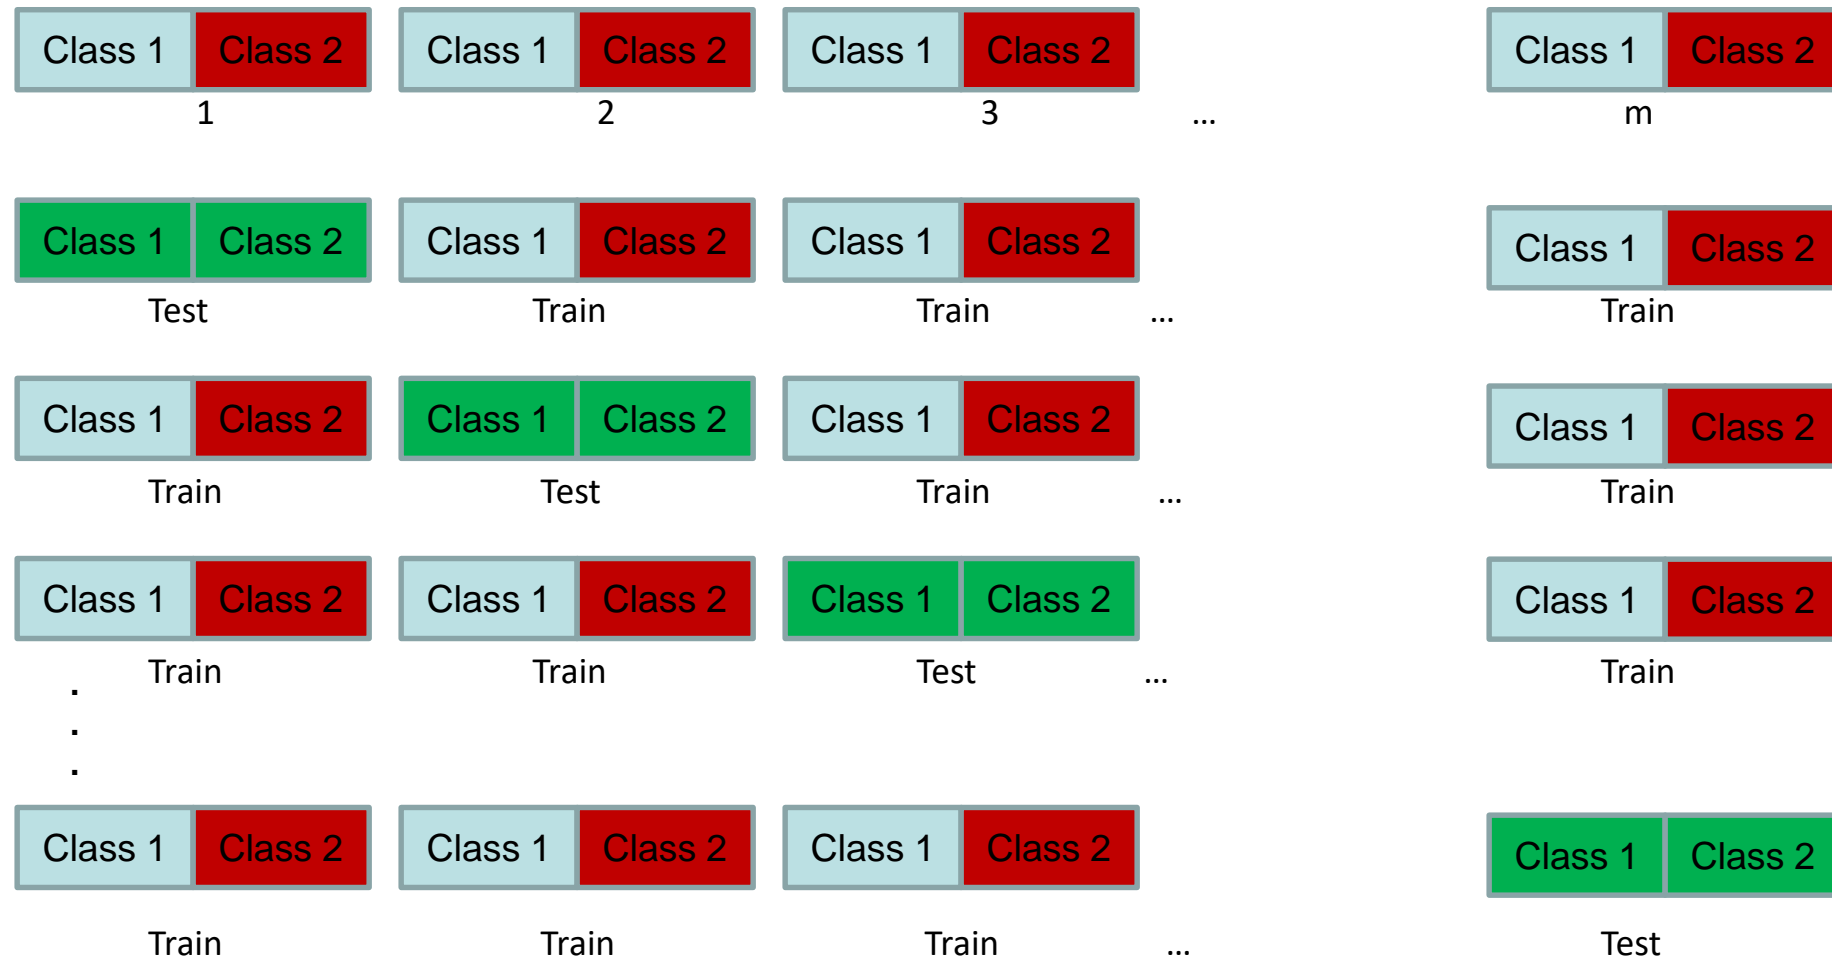 Class 1 Class 2 Class 1 Class 2 Class 1 Class 2 Class 1 Class 2
1 2 3 ... m
Class 1 Class 2 Class 1 Class 2 Class 1 Class 2 Class 1 Class 2
Test Train Train ... Train
Class 1 Class 2 Class 1 Class 2 Class 1 Class 2 Class 1 Class 2
Train Test Train ... Train
Class 1 Class 2 Class 1 Class 2 Class 1 Class 2 Class 1 Class 2
Train Train Test ... Train
.
.
.
Class 1 Class 2 Class 1 Class 2 Class 1 Class 2 Class 1 Class 2
Train Train Train ... Test